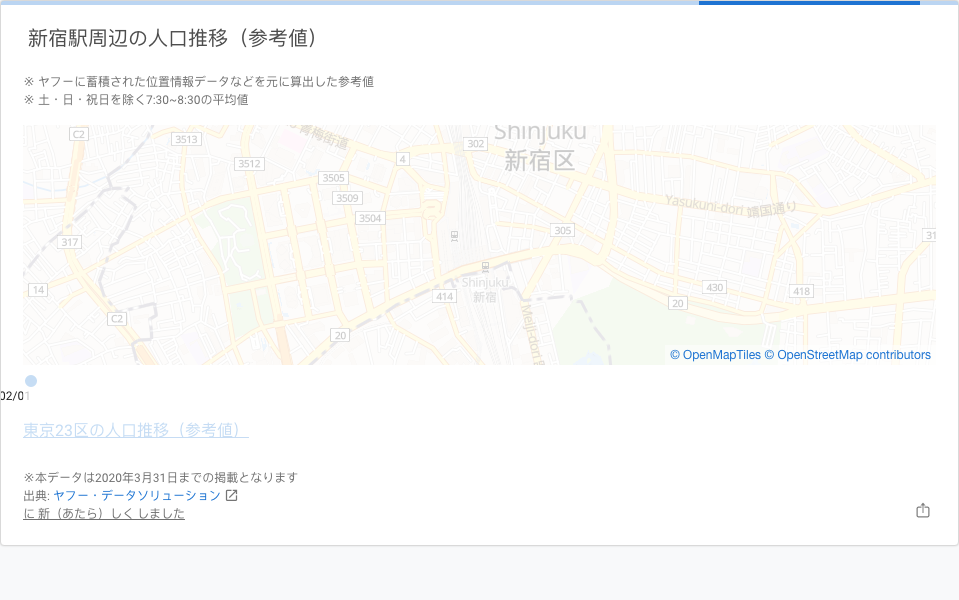 新宿駅周辺の人口推移（参考値）
※ ヤフーに蓄積された位置情報データなどを元に算出した参考値
※ 土・日・祝日を除く7:30~8:30の平均値
Shinjuku
新宿区
青梅街道
C2
3513
302
4
3512
3505
3509
3504
Yasukuni-dori 靖国通り
305
317
31
Shinjuku
新宿
14
414
430
418
20
C2
20
Meiji-dori
© OpenMapTiles © OpenStreetMap contributors
02/01
東京23区の人口推移（参考値）
※本データは2020年3月31日までの掲載となります
出典: ヤフー・データソリューション
に 新（あたら）しく しました